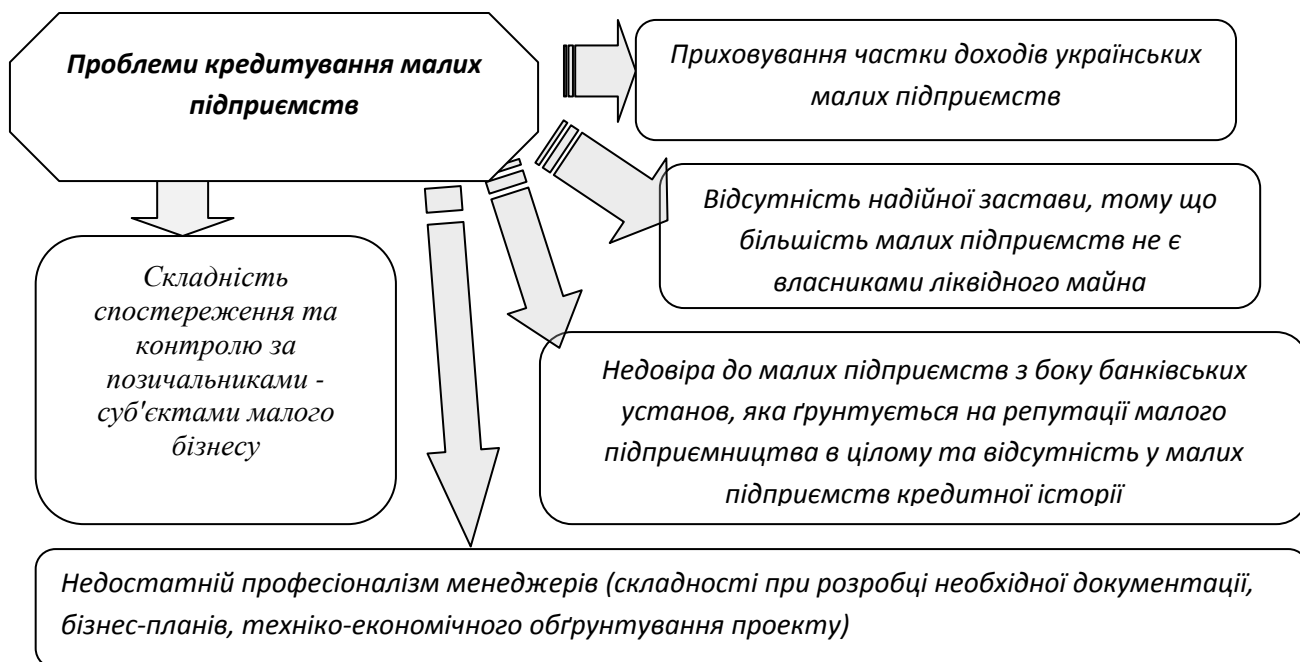 Проблеми кредитування малих
підприємств
Приховування частки доходів українських
малих підприємств
Відсутність надійної застави, тому що
більшість малих підприємств не є
власниками ліквідного майна
Складність
спостереження та
контролю за
позичальниками -
суб'єктами малого
бізнесу
Недовіра до малих підприємств з боку банківських
установ, яка ґрунтується на репутації малого
підприємництва в цілому та відсутність у малих
підприємств кредитної історії
Недостатній професіоналізм менеджерів (складності при розробці необхідної документації,
бізнес-планів, техніко-економічного обґрунтування проекту)